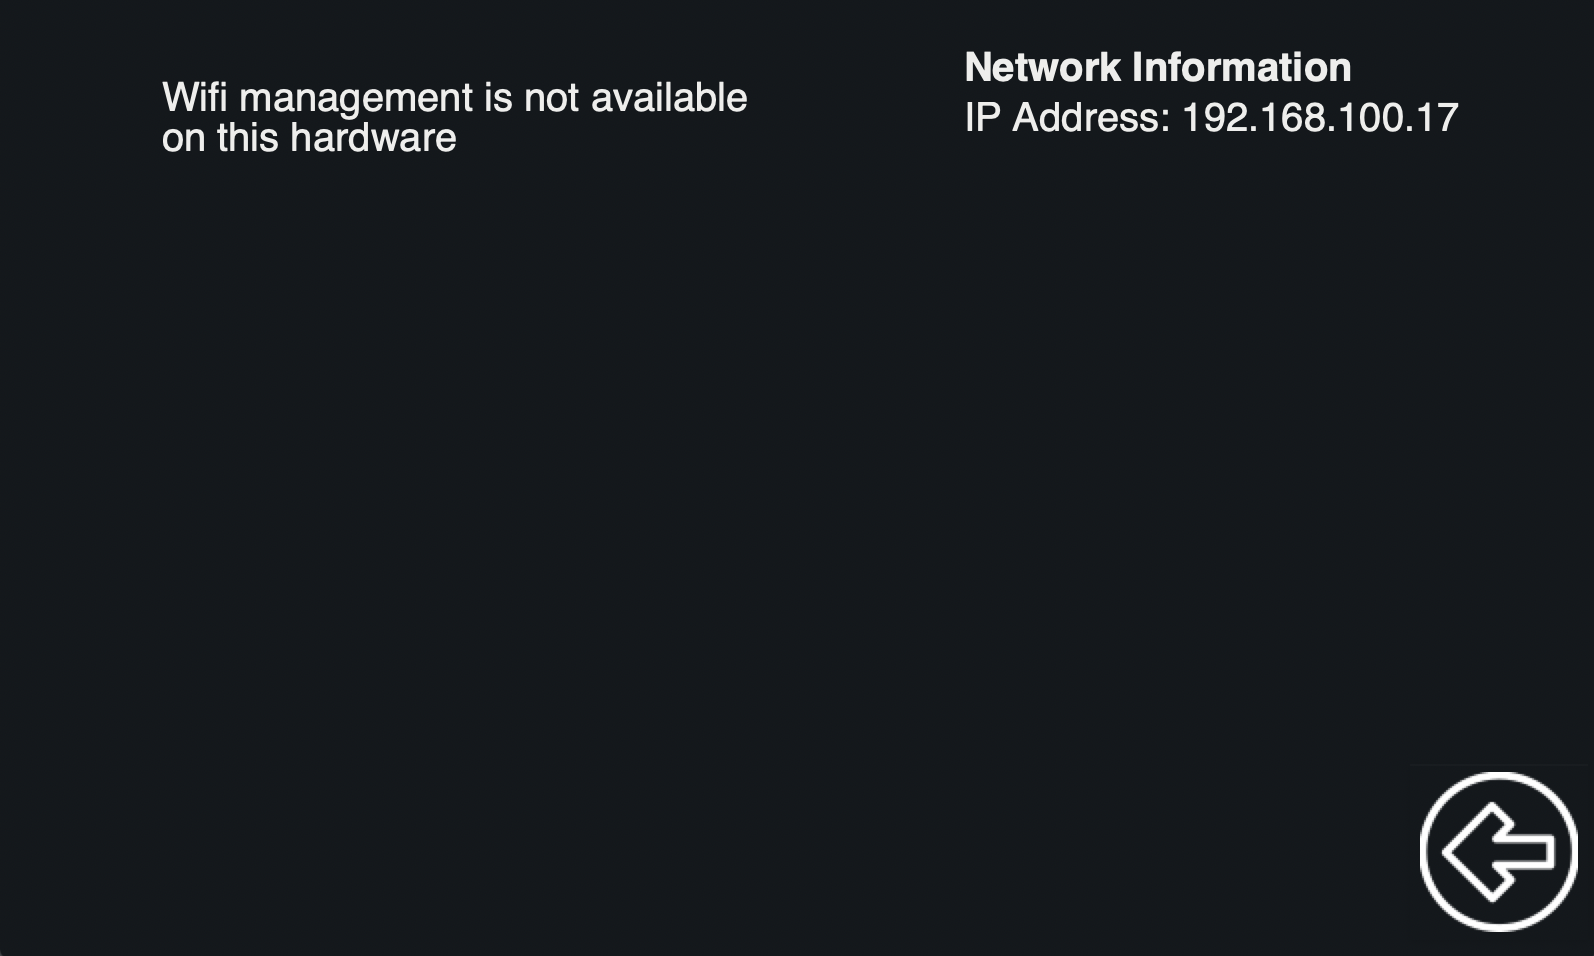 Wifi management is not available
on this hardware
Network Information
IP Address: 192.168.100.17